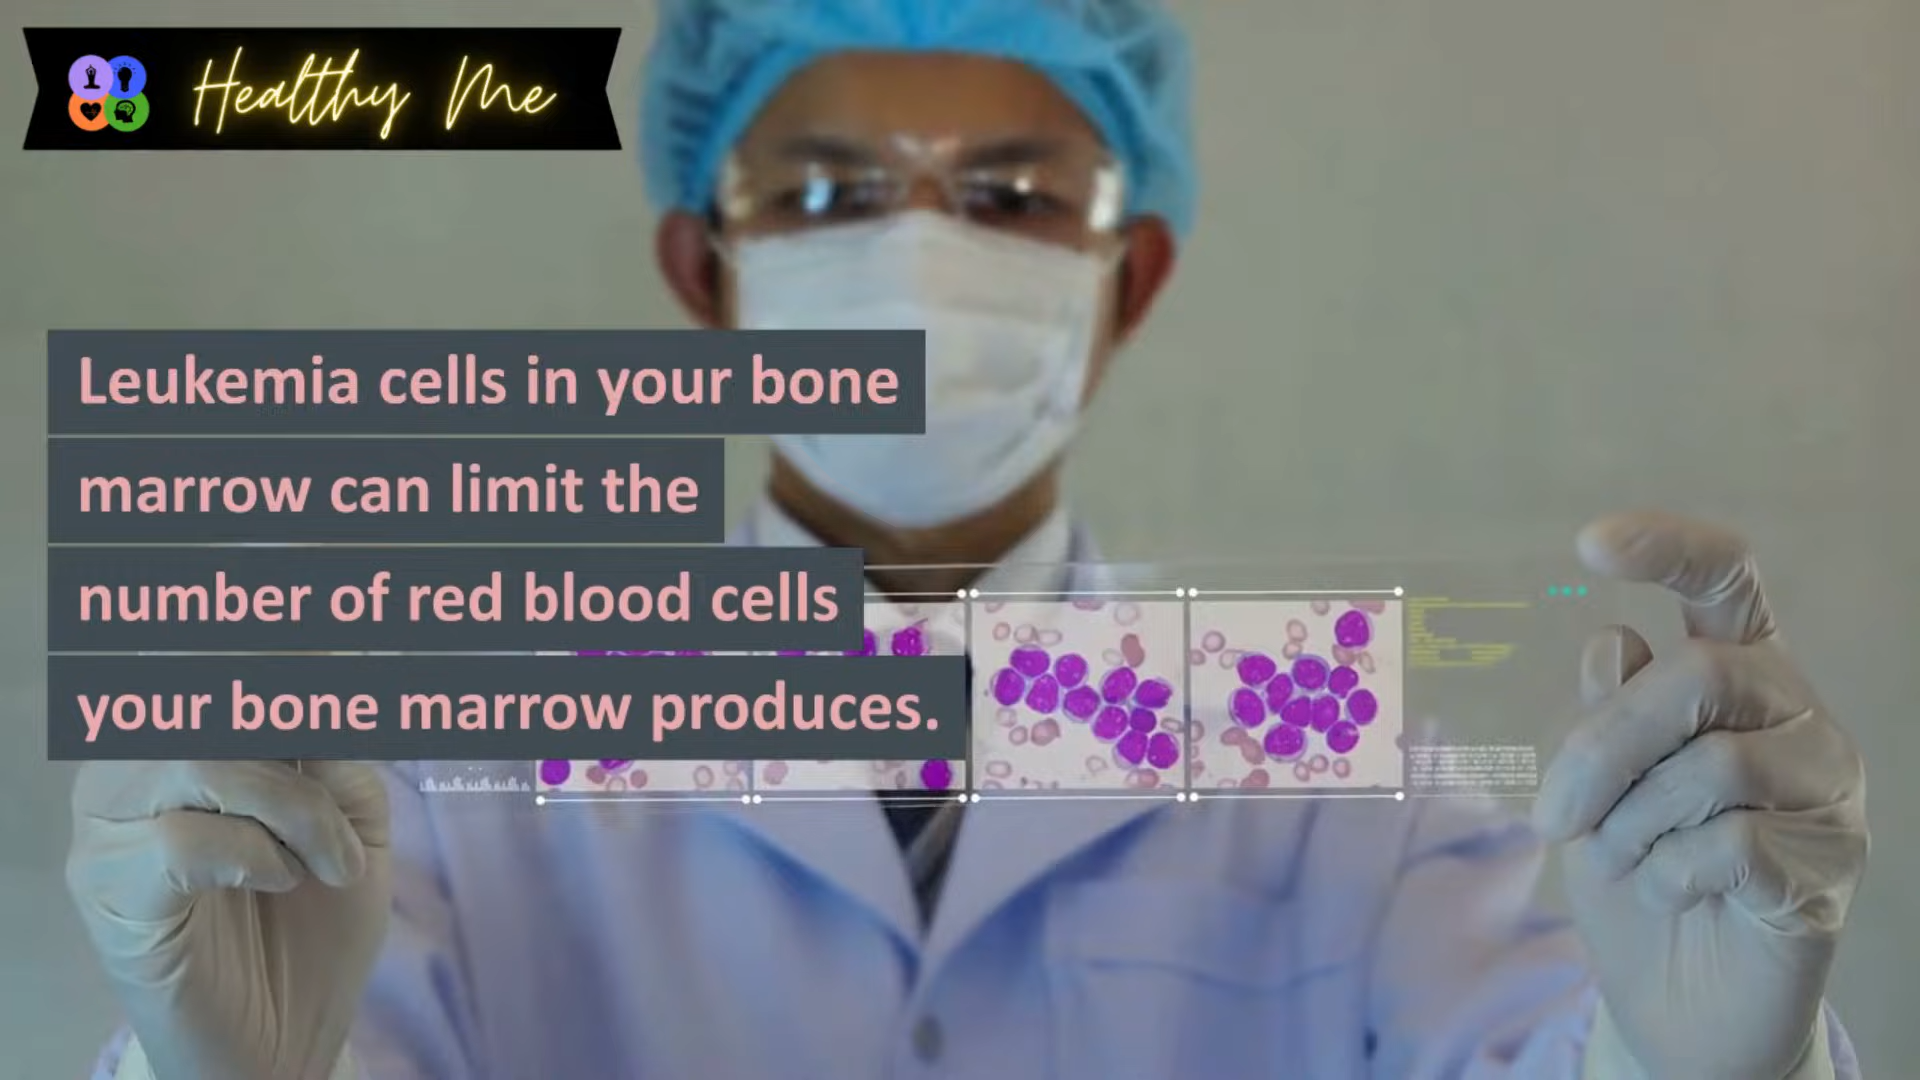 Healthy Me
Leukemia cells in your bone
marrow can limit the
number of red blood cells
your bone marrow produces.